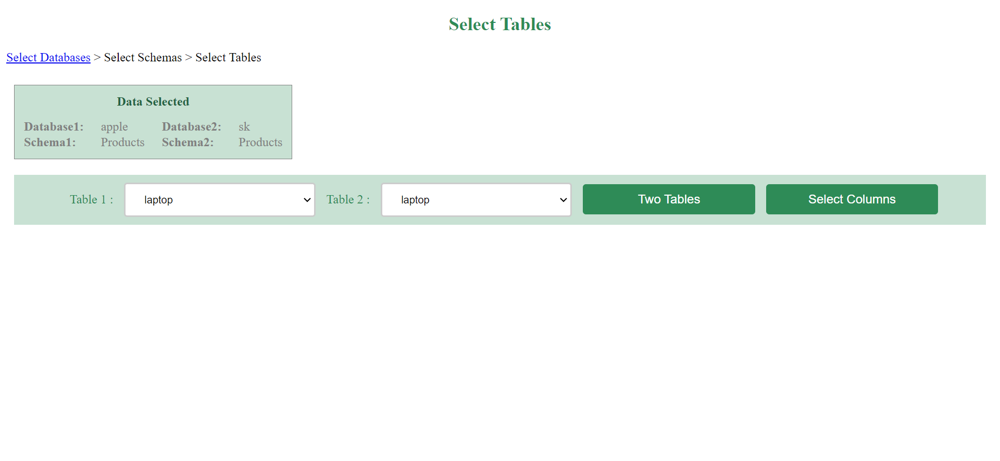 Select Tables
Select Databases > Select Schemas > Select Tables
Data Selected
Database1: apple Database2: sk
Schema1: Products Schema2: Products
Table 1 : laptop Table 2 : laptop Two Tables Select Columns